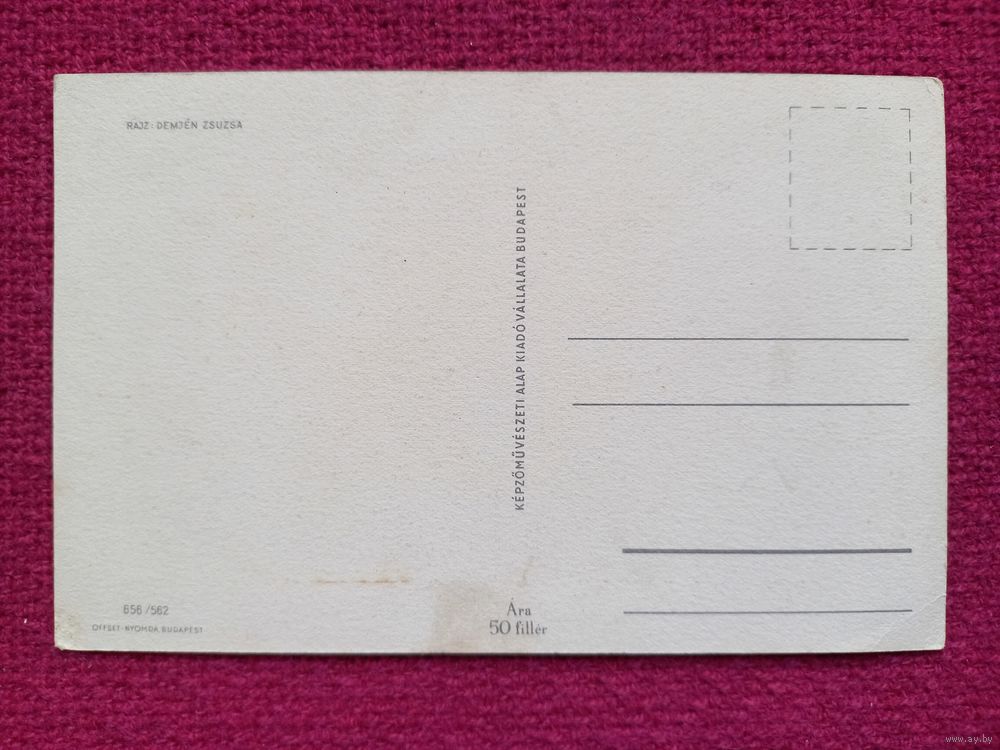 RAJZ: DEMJÉN ZSUZSA
KÉPZŐMŰVÉSZETI ALAP KIADÓVÁLLALATA BUDAPEST
656/562
OFFSET-NYOMDA BUDAPEST
Ára
50 fillér
www.ay.by